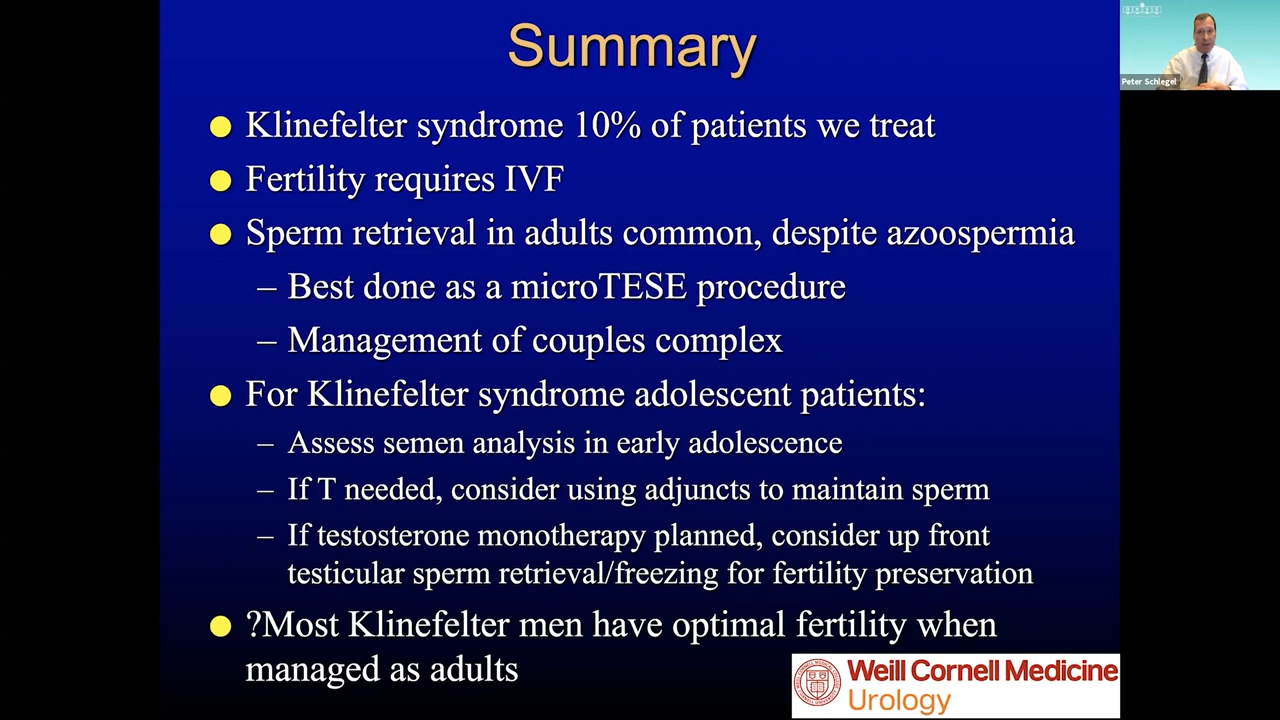 Summary
Klinefelter syndrome 10% of patients we treat
Fertility requires IVF
Sperm retrieval in adults common, despite azoospermia
– Best done as a microTESE procedure
– Management of couples complex
For Klinefelter syndrome adolescent patients:
– Assess semen analysis in early adolescence
– If T needed, consider using adjuncts to maintain sperm
– If testosterone monotherapy planned, consider up front
testicular sperm retrieval/freezing for fertility preservation
?Most Klinefelter men have optimal fertility when
managed as adults
Weill Cornell Medicine
Urology
Peter Schlegel